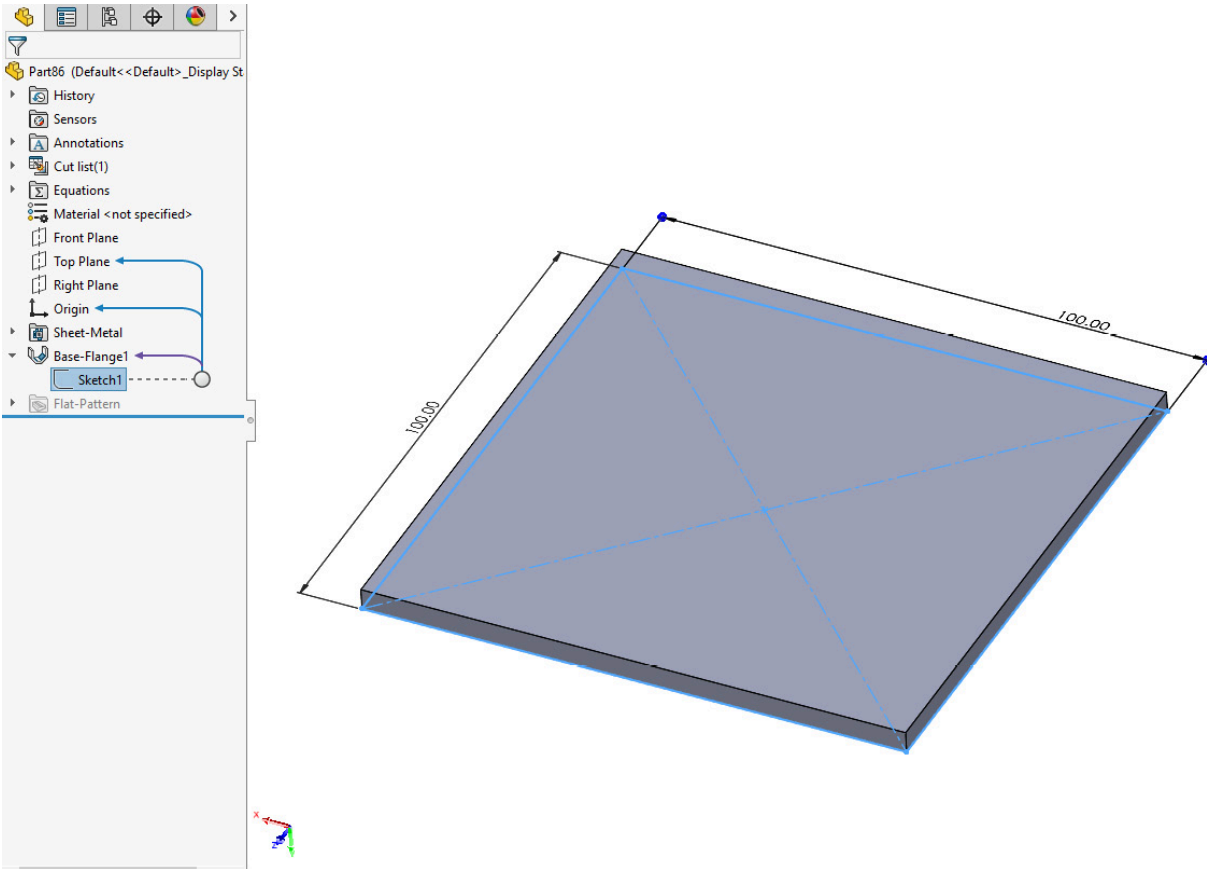 Part86 (Default<<Default>_Display St
History
Sensors
A Annotations
Cut list(1)
Σ Equations
Material <not specified>
Front Plane
Top Plane
Right Plane
Origin
Sheet-Metal
Base-Flange1
Sketch1
Flat-Pattern
100.00
100.00
x
z